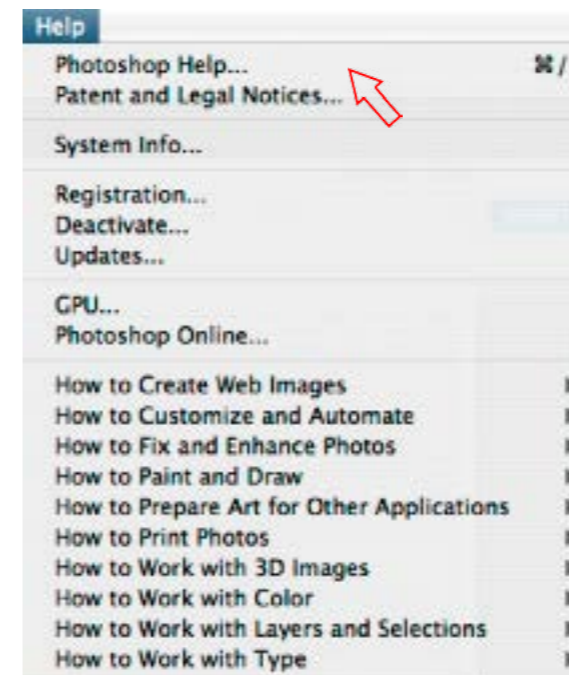 Help
Photoshop Help... ⌘/
Patent and Legal Notices...
System Info...
Registration...
Deactivate...
Updates...
GPU...
Photoshop Online...
How to Create Web Images
How to Customize and Automate
How to Fix and Enhance Photos
How to Paint and Draw
How to Prepare Art for Other Applications
How to Print Photos
How to Work with 3D Images
How to Work with Color
How to Work with Layers and Selections
How to Work with Type